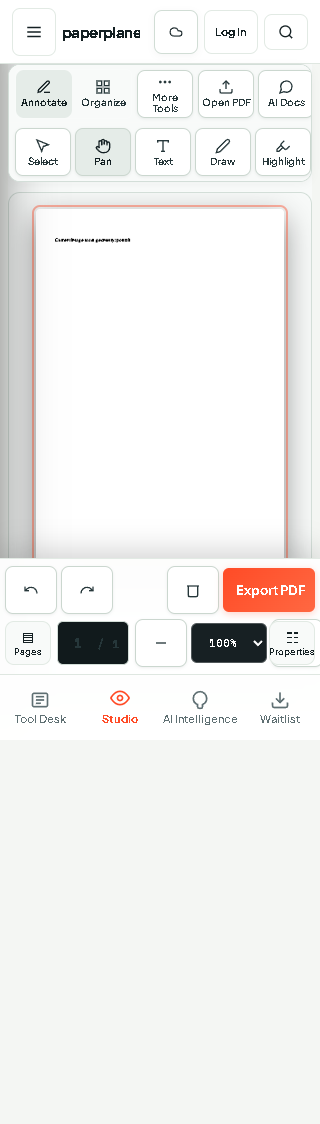 paperplane
Log in
Annotate
Organize
More Tools
Open PDF
AI Docs
Select
Pan
Text
Draw
Highlight
Export PDF
Pages
1 / 1
100%
Properties
Tool Desk
Studio
AI Intelligence
Waitlist